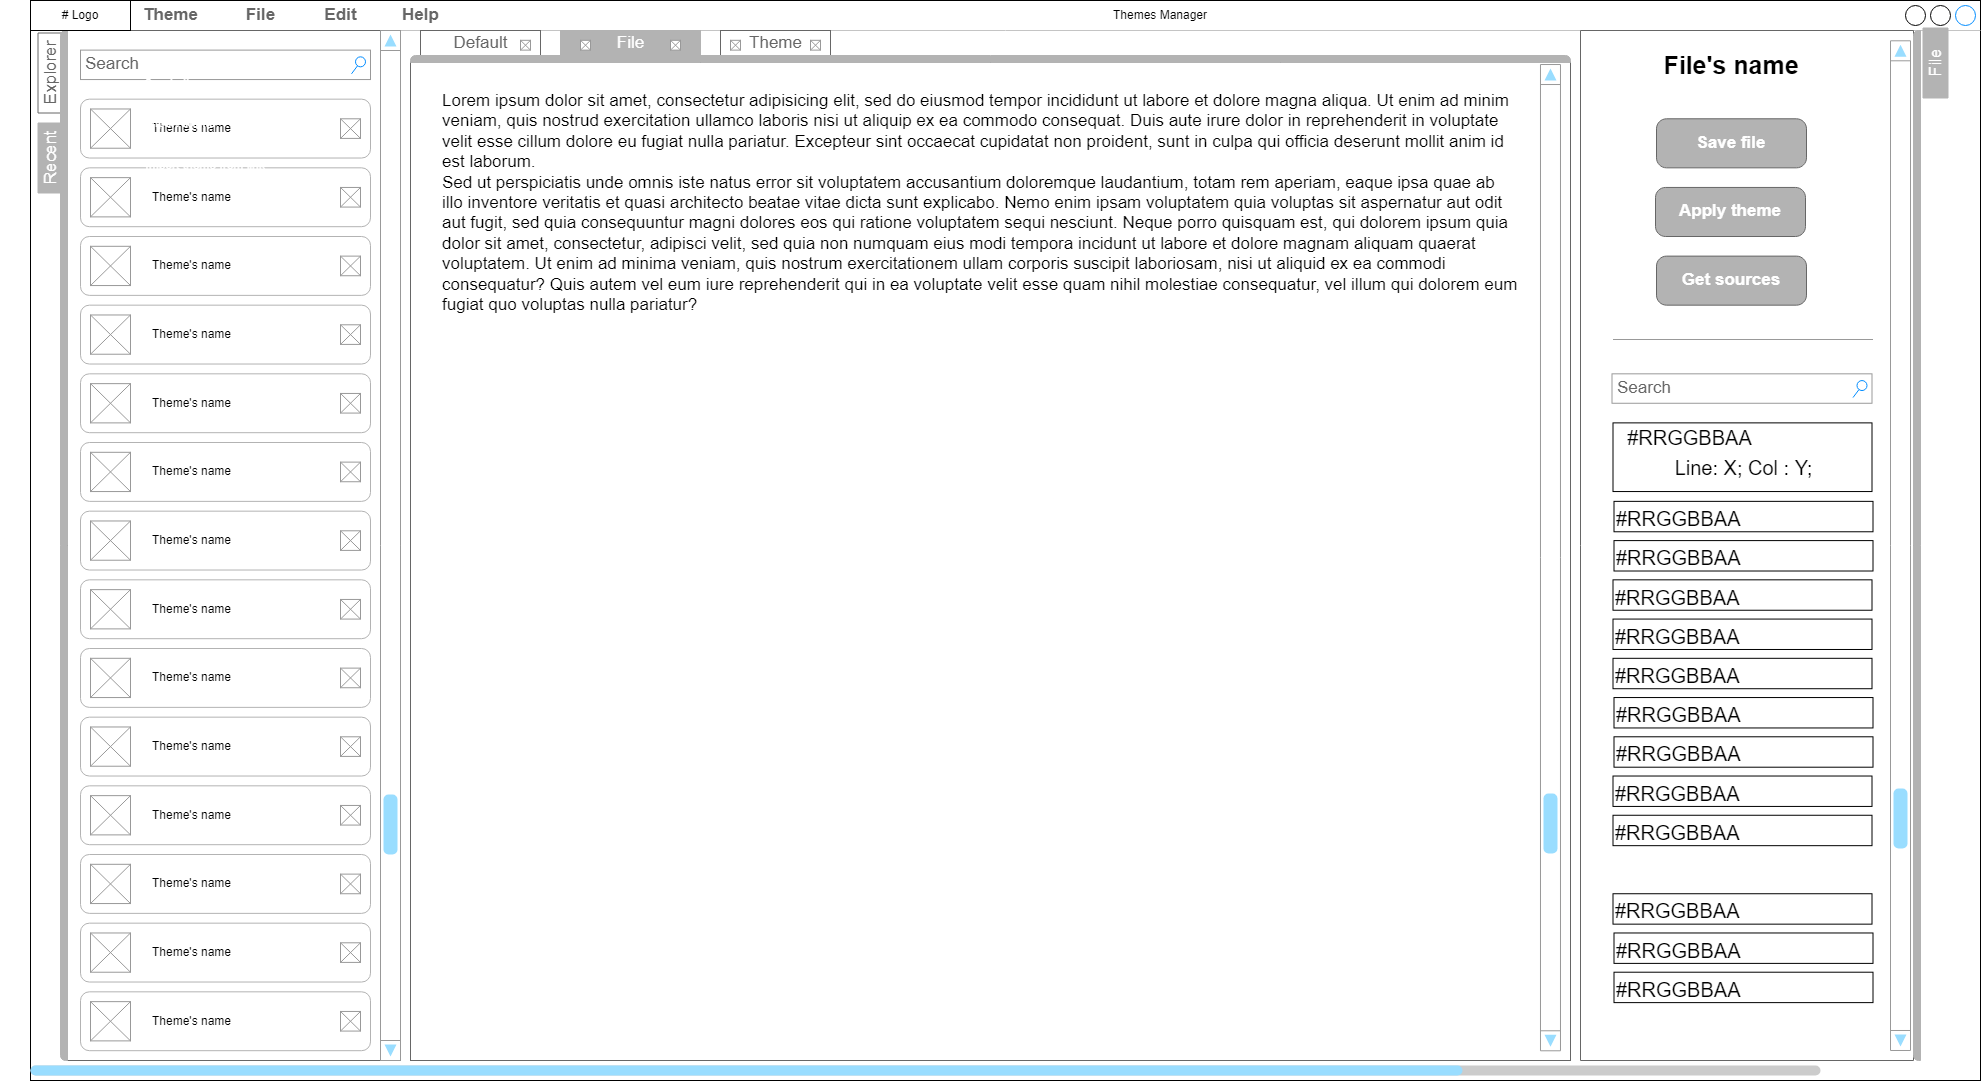 # Logo
Theme
File
Edit
Help
Themes Manager
Explorer
Recent
Search
Theme's name
Theme's name
Theme's name
Theme's name
Theme's name
Theme's name
Theme's name
Theme's name
Theme's name
Theme's name
Theme's name
Theme's name
Theme's name
Theme's name
Default
File
Theme
Lorem ipsum dolor sit amet, consectetur adipisicing elit, sed do eiusmod tempor incididunt ut labore et dolore magna aliqua. Ut enim ad minim
veniam, quis nostrud exercitation ullamco laboris nisi ut aliquip ex ea commodo consequat. Duis aute irure dolor in reprehenderit in voluptate
velit esse cillum dolore eu fugiat nulla pariatur. Excepteur sint occaecat cupidatat non proident, sunt in culpa qui officia deserunt mollit anim id
est laborum.
Sed ut perspiciatis unde omnis iste natus error sit voluptatem accusantium doloremque laudantium, totam rem aperiam, eaque ipsa quae ab
illo inventore veritatis et quasi architecto beatae vitae dicta sunt explicabo. Nemo enim ipsam voluptatem quia voluptas sit aspernatur aut odit
aut fugit, sed quia consequuntur magni dolores eos qui ratione voluptatem sequi nesciunt. Neque porro quisquam est, qui dolorem ipsum quia
dolor sit amet, consectetur, adipisci velit, sed quia non numquam eius modi tempora incidunt ut labore et dolore magnam aliquam quaerat
voluptatem. Ut enim ad minima veniam, quis nostrum exercitationem ullam corporis suscipit laboriosam, nisi ut aliquid ex ea commodi
consequatur? Quis autem vel eum iure reprehenderit qui in ea voluptate velit esse quam nihil molestiae consequatur, vel illum qui dolorem eum
fugiat quo voluptas nulla pariatur?
File's name
Save file
Apply theme
Get sources
Search
#RRGGBBAA
Line: X; Col : Y;
#RRGGBBAA
#RRGGBBAA
#RRGGBBAA
#RRGGBBAA
#RRGGBBAA
#RRGGBBAA
#RRGGBBAA
#RRGGBBAA
#RRGGBBAA
#RRGGBBAA
#RRGGBBAA
#RRGGBBAA
File